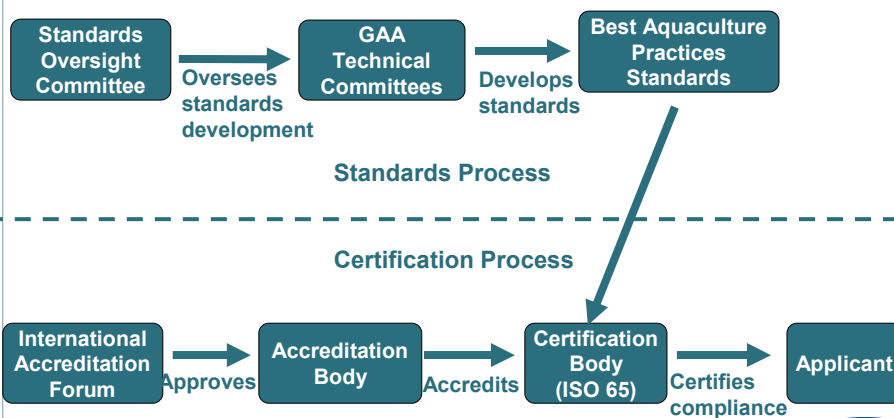 Standards
Oversight
Committee
Oversees
standards
development
GAA
Technical
Committees
Develops
standards
Best Aquaculture
Practices
Standards
Standards Process
Certification Process
International
Accreditation
Forum
Approves
Accreditation
Body
Accredits
Certification
Body
(ISO 65)
Certifies
compliance
Applicant